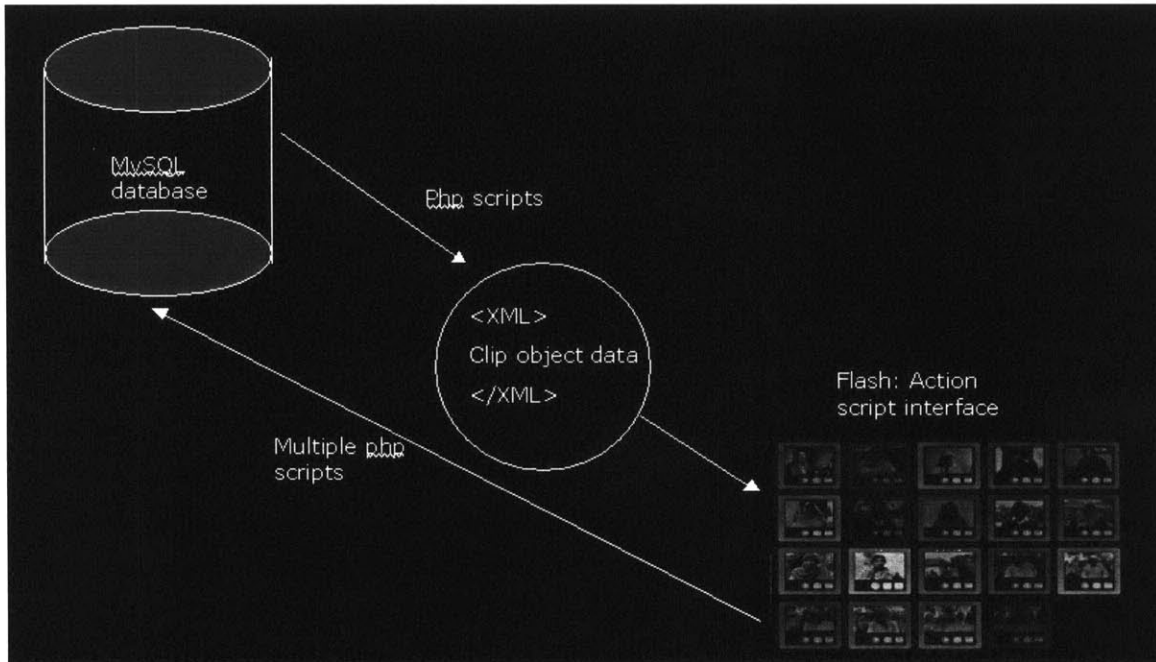 MySQL
database
Php scripts
<XML>
Clip object data
</XML>
Flash: Action
script interface
Multiple php
scripts